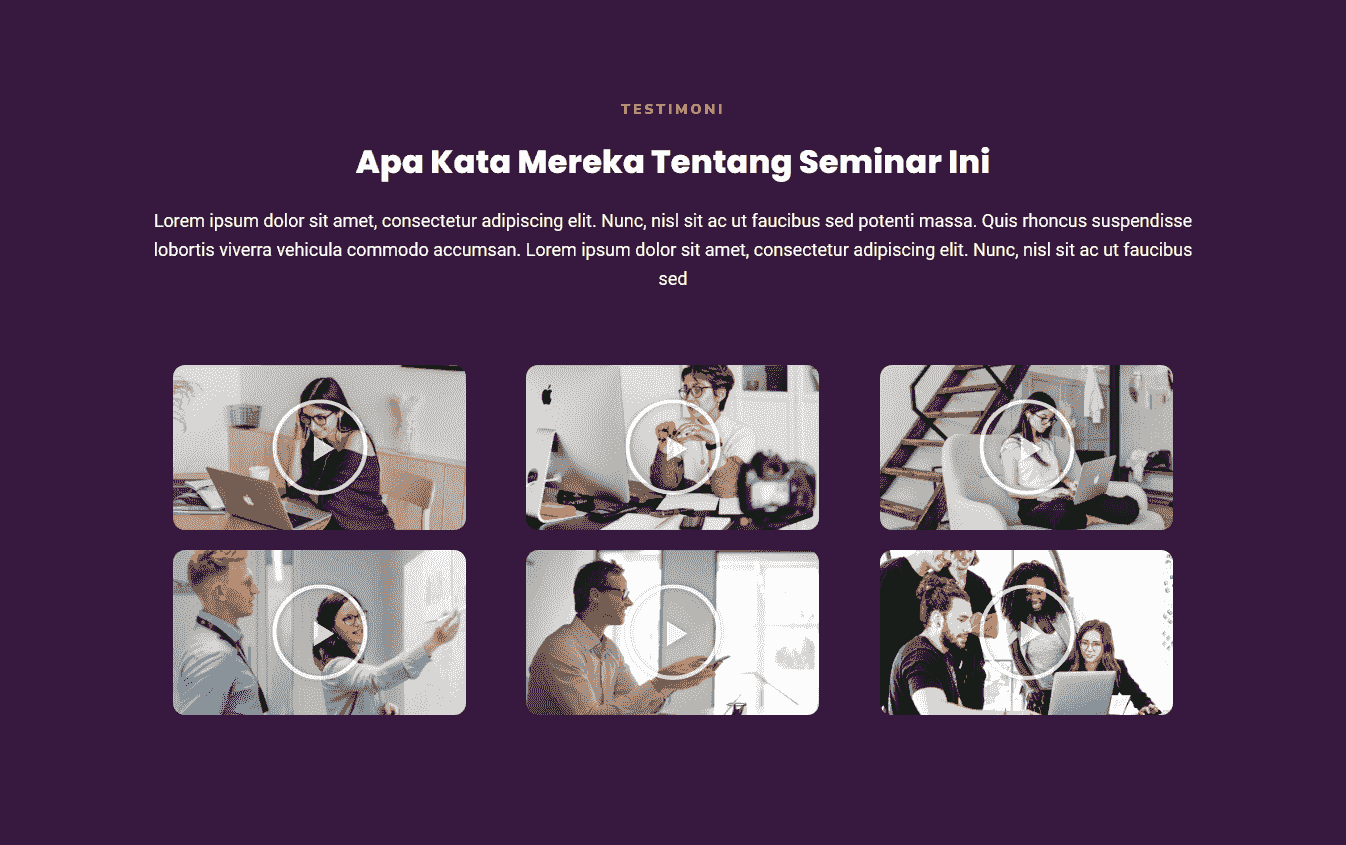 TESTIMONI
Apa Kata Mereka Tentang Seminar Ini
Lorem ipsum dolor sit amet, consectetur adipiscing elit. Nunc, nisl sit ac ut faucibus sed potenti massa. Quis rhoncus suspendisse
lobortis viverra vehicula commodo accumsan. Lorem ipsum dolor sit amet, consectetur adipiscing elit. Nunc, nisl sit ac ut faucibus
sed